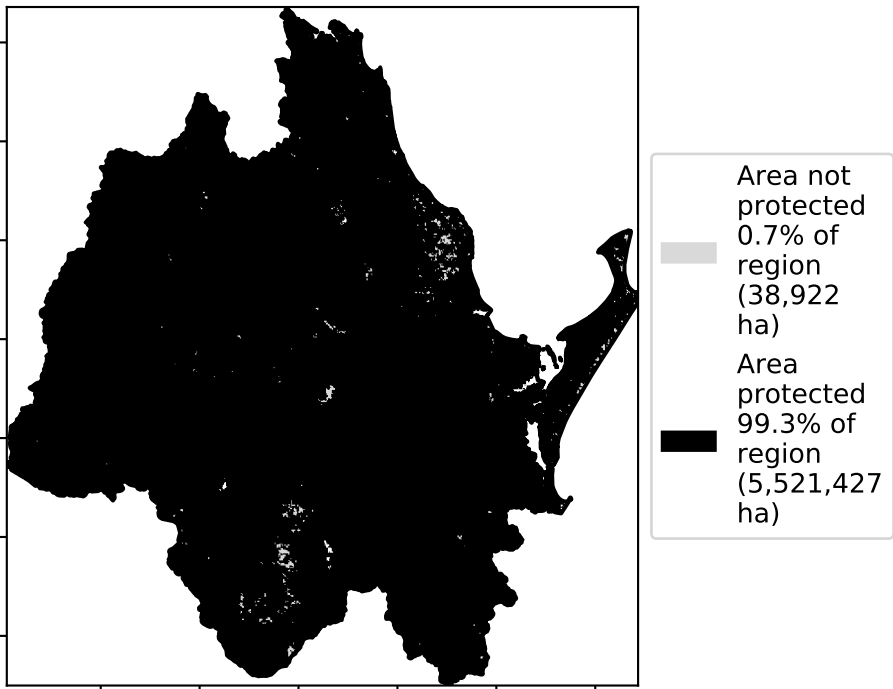 Area not
protected
0.7% of
region
(38,922
ha)
Area
protected
99.3% of
region
(5,521,427
ha)